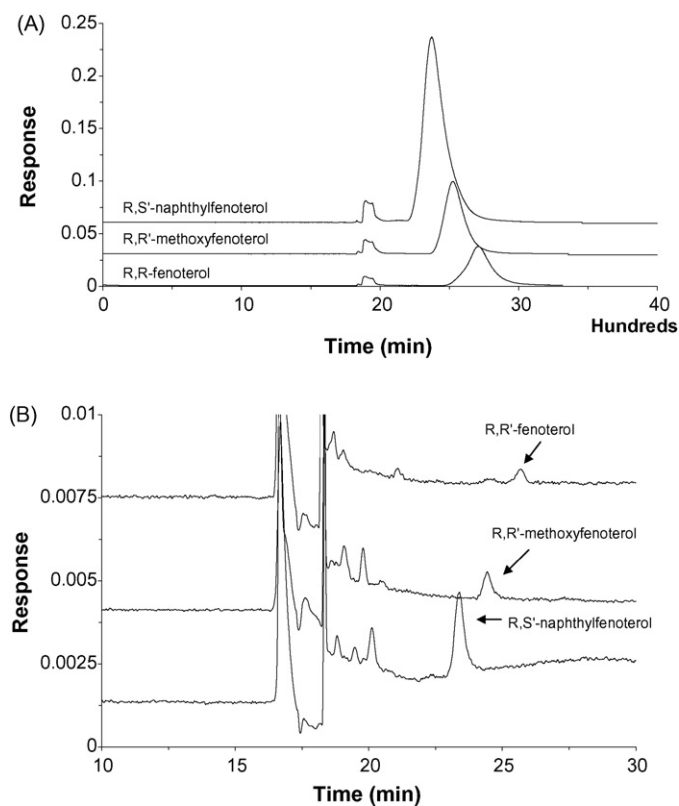 (A)
0.25
0.2
0.15
0.1
0.05
0
Response
R,S'-naphthylfenoterol
R,R'-methoxyfenoterol
R,R-fenoterol
0 10 20 30 40
Hundreds
Time (min)
(B)
0.01
0.0075
0.005
0.0025
0
Response
R,R'-fenoterol
R,R'-methoxyfenoterol
R,S'-naphthylfenoterol
10 15 20 25 30
Time (min)